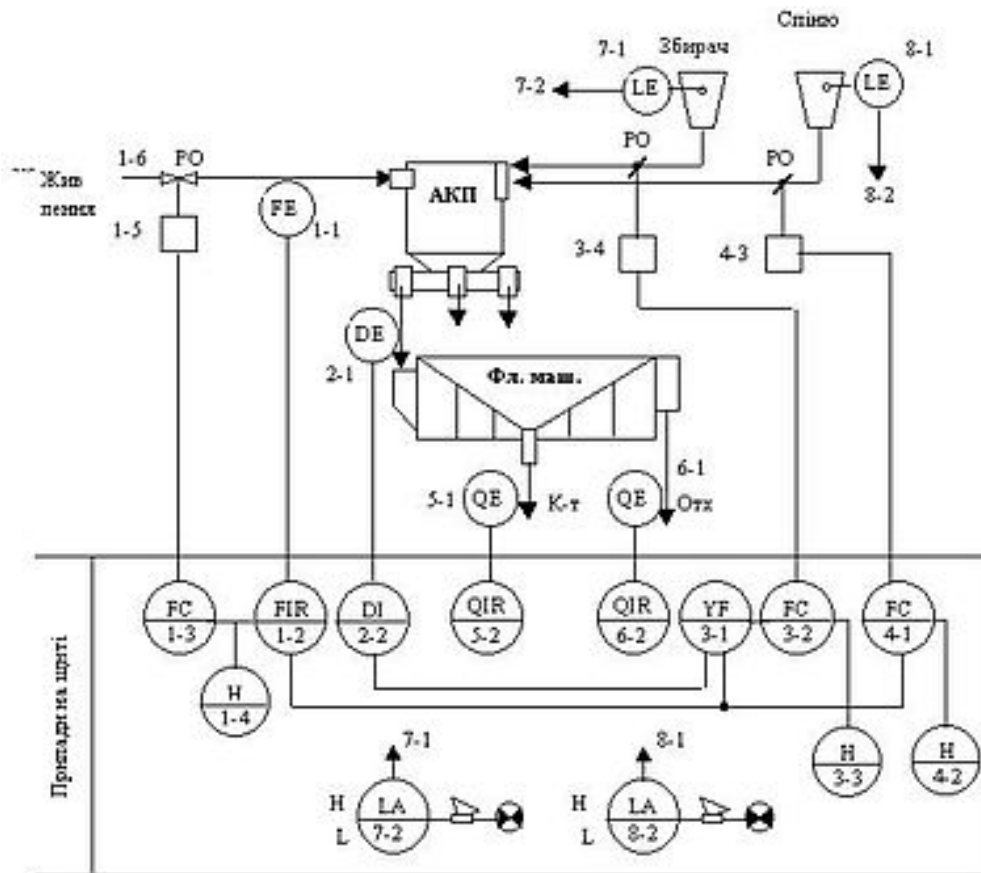 Спіню
7-1
Збирач
8-1
LE
LE
7-2
PO
PO
1-6
PO
Жив
лення
АКП
8-2
FE
1-5
1-1
3-4
4-3
DE
2-1
Фл. маш.
6-1
5-1
QE
К-т
QE
Отх
FC
1-3
FIR
1-2
DI
2-2
QIR
5-2
QIR
6-2
YF
3-1
FC
3-2
FC
4-1
H
1-4
Прилади на щиті
7-1
8-1
H
3-3
H
4-2
H
L
LA
7-2
H
L
LA
8-2